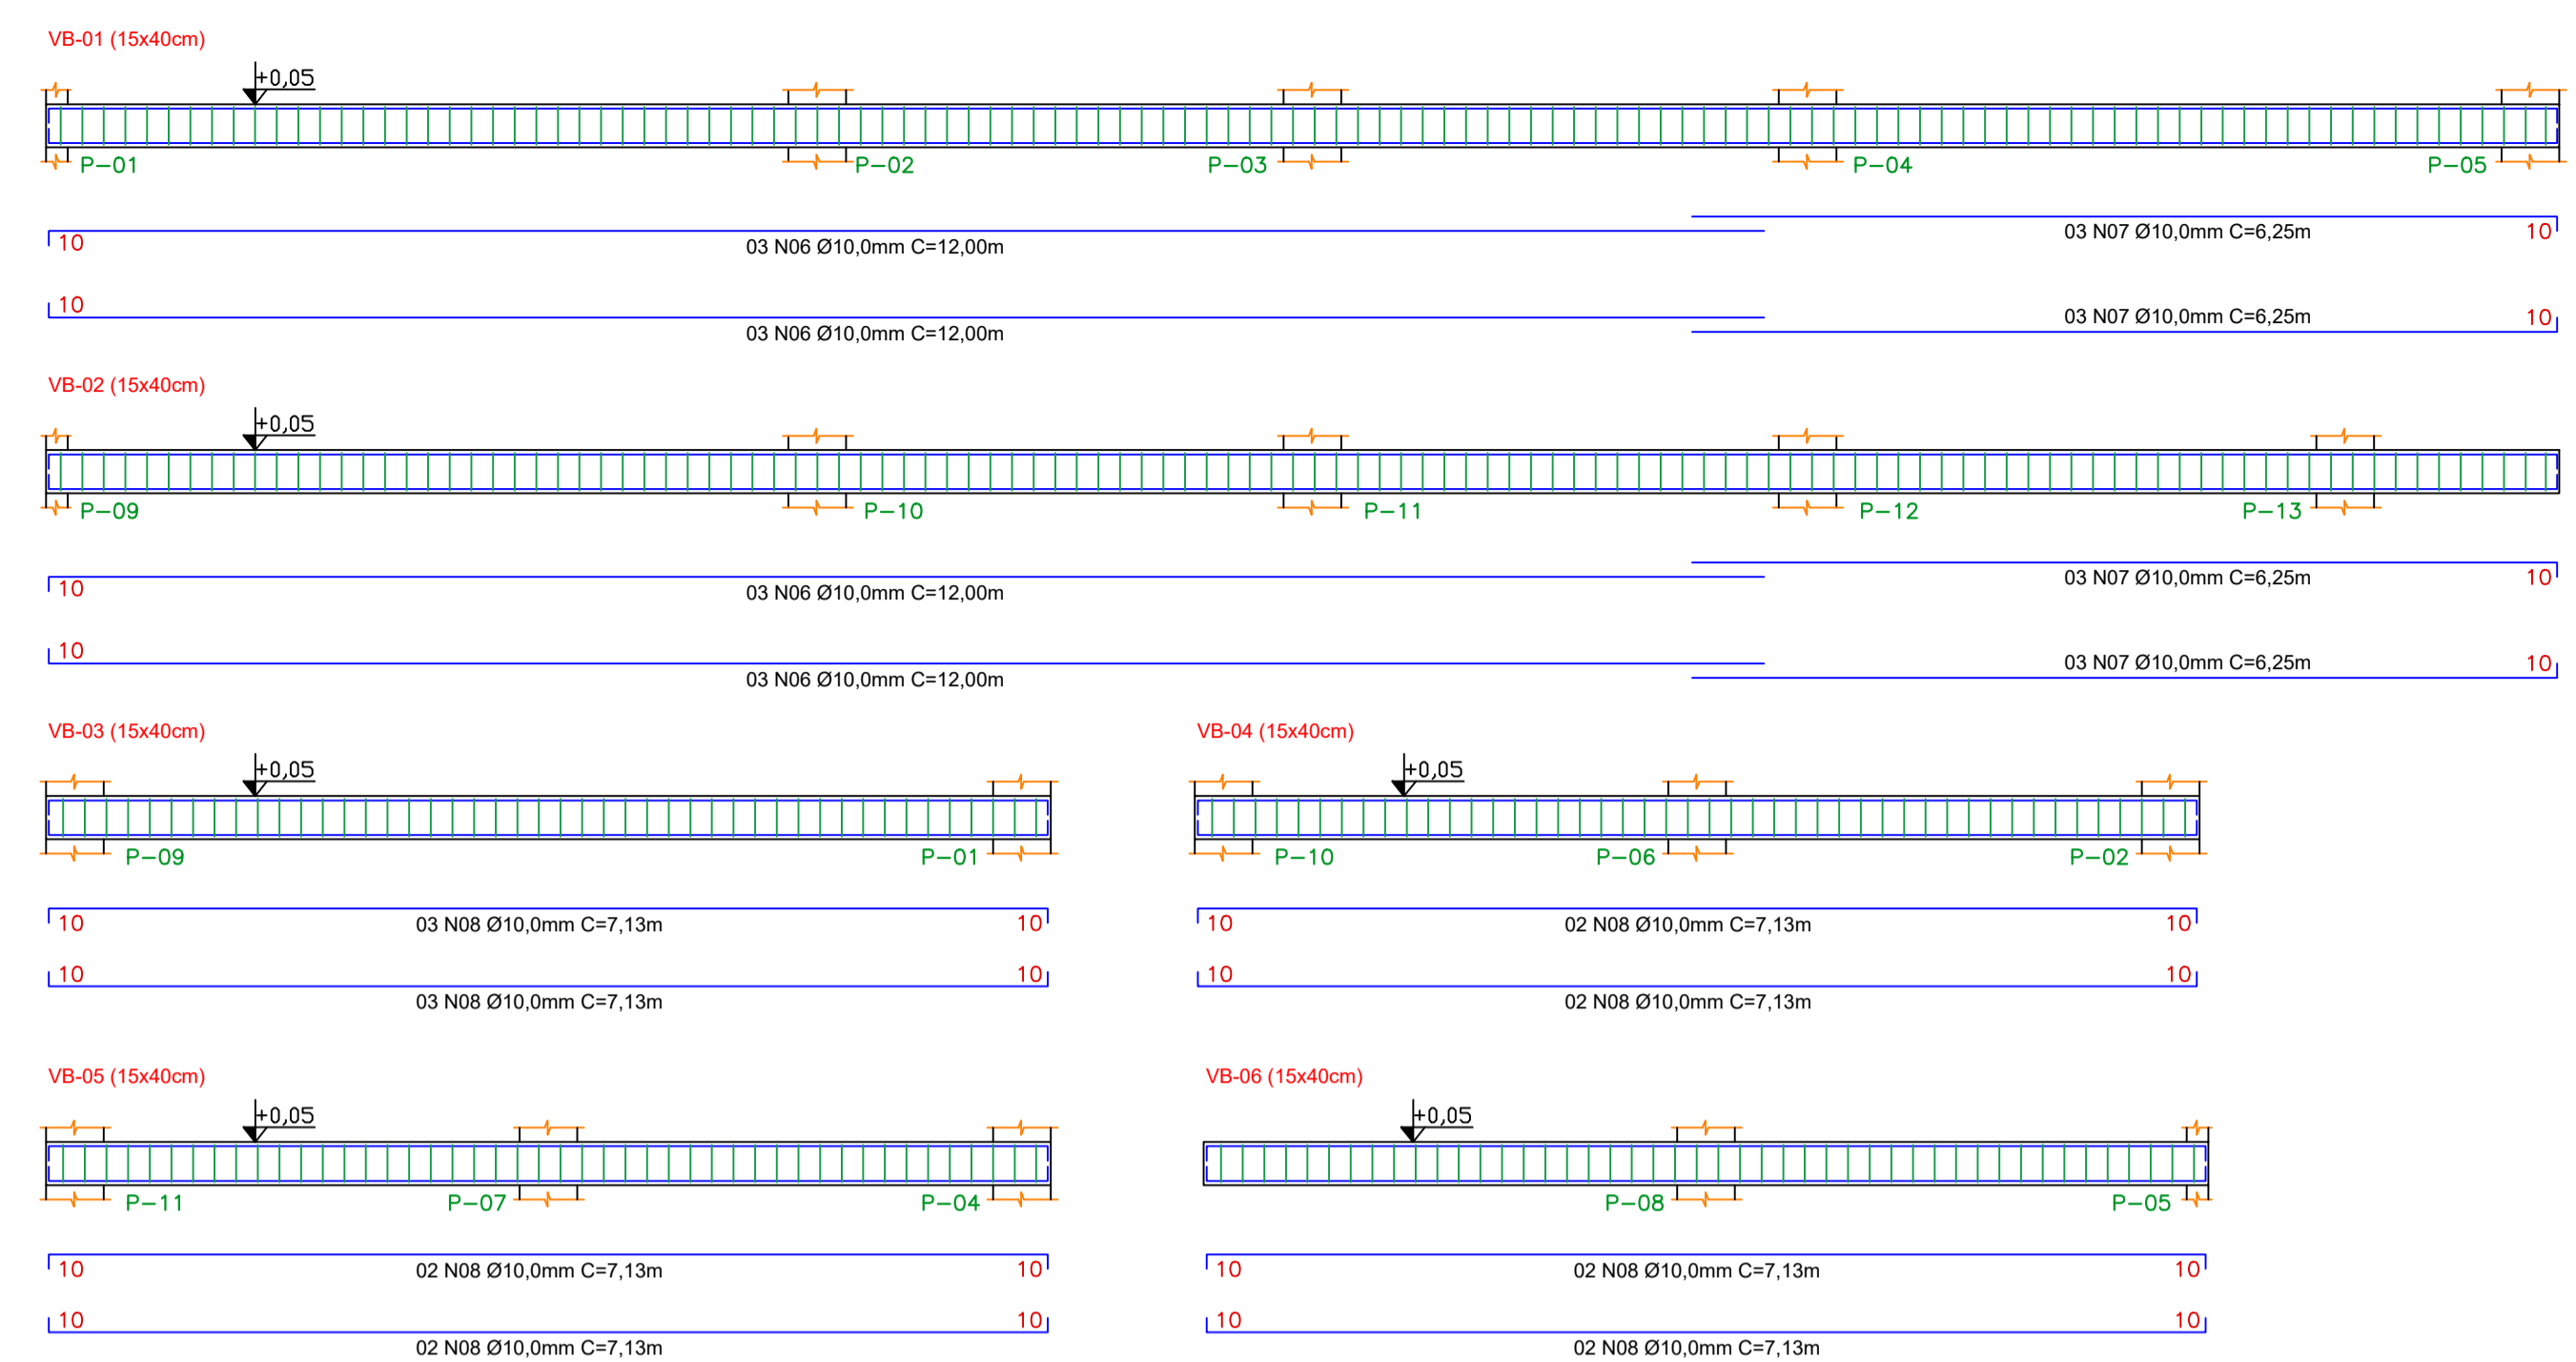 VB-01 (15x40cm)
+0,05
P-01 P-02 P-03 P-04 P-05
10 03 N06 Ø10,0mm C=12,00m 03 N07 Ø10,0mm C=6,25m 10
10 03 N06 Ø10,0mm C=12,00m 03 N07 Ø10,0mm C=6,25m 10
VB-02 (15x40cm)
+0,05
P-09 P-10 P-11 P-12 P-13
10 03 N06 Ø10,0mm C=12,00m 03 N07 Ø10,0mm C=6,25m 10
10 03 N06 Ø10,0mm C=12,00m 03 N07 Ø10,0mm C=6,25m 10
VB-03 (15x40cm)
+0,05
P-09 P-01
10 03 N08 Ø10,0mm C=7,13m 10
10 10
03 N08 Ø10,0mm C=7,13m
VB-04 (15x40cm)
+0,05
P-10 P-06 P-02
10 02 N08 Ø10,0mm C=7,13m 10
10 10
02 N08 Ø10,0mm C=7,13m
VB-05 (15x40cm)
+0,05
P-11 P-07 P-04
10 02 N08 Ø10,0mm C=7,13m 10
10 10
02 N08 Ø10,0mm C=7,13m
VB-06 (15x40cm)
+0,05
P-08 P-05
10 02 N08 Ø10,0mm C=7,13m 10
10 10
02 N08 Ø10,0mm C=7,13m